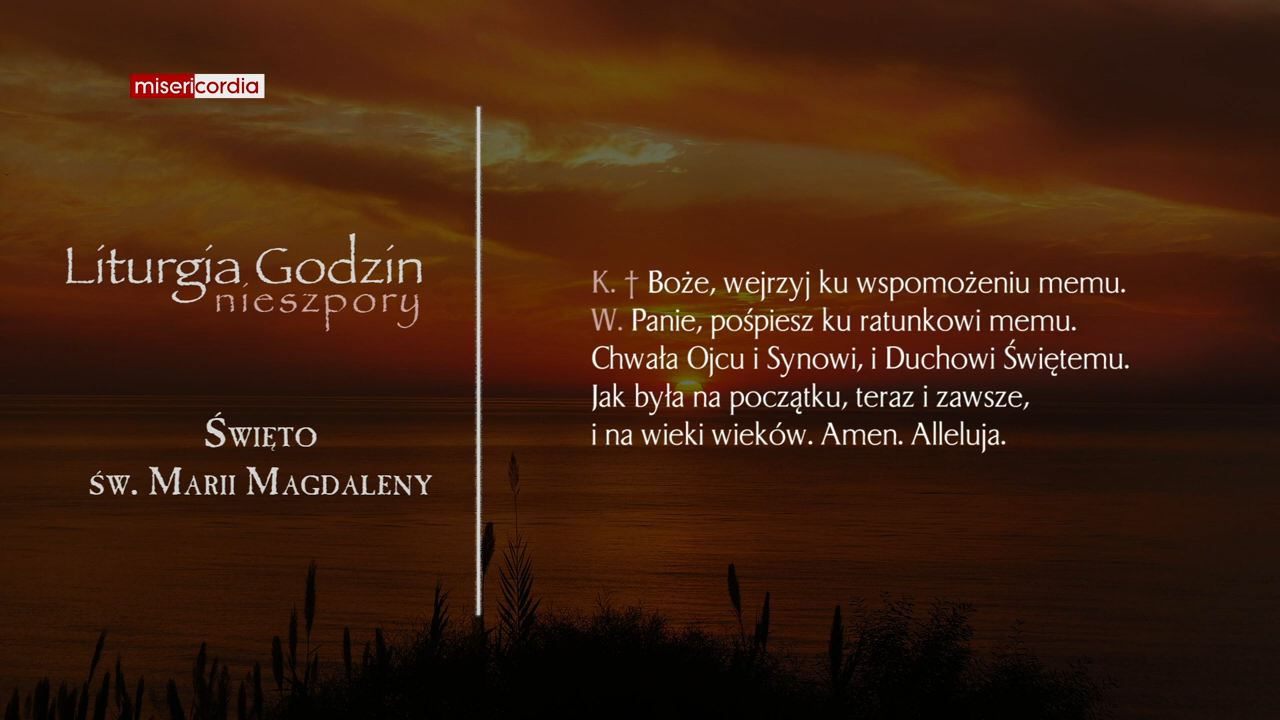 misericordia
Liturgia Godzin
nieszpory
Święto
św. Marii Magdaleny
K. † Boże, wejrzyj ku wspomożeniu memu.
W. Panie, pośpiesz ku ratunkowi memu.
Chwała Ojcu i Synowi, i Duchowi Świętemu.
Jak była na początku, teraz i zawsze,
i na wieki wieków. Amen. Alleluja.